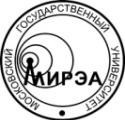 МОСКОВСКИЙ ГОСУДАРСТВЕННЫЙ УНИВЕРСИТЕТ
МИРЭА